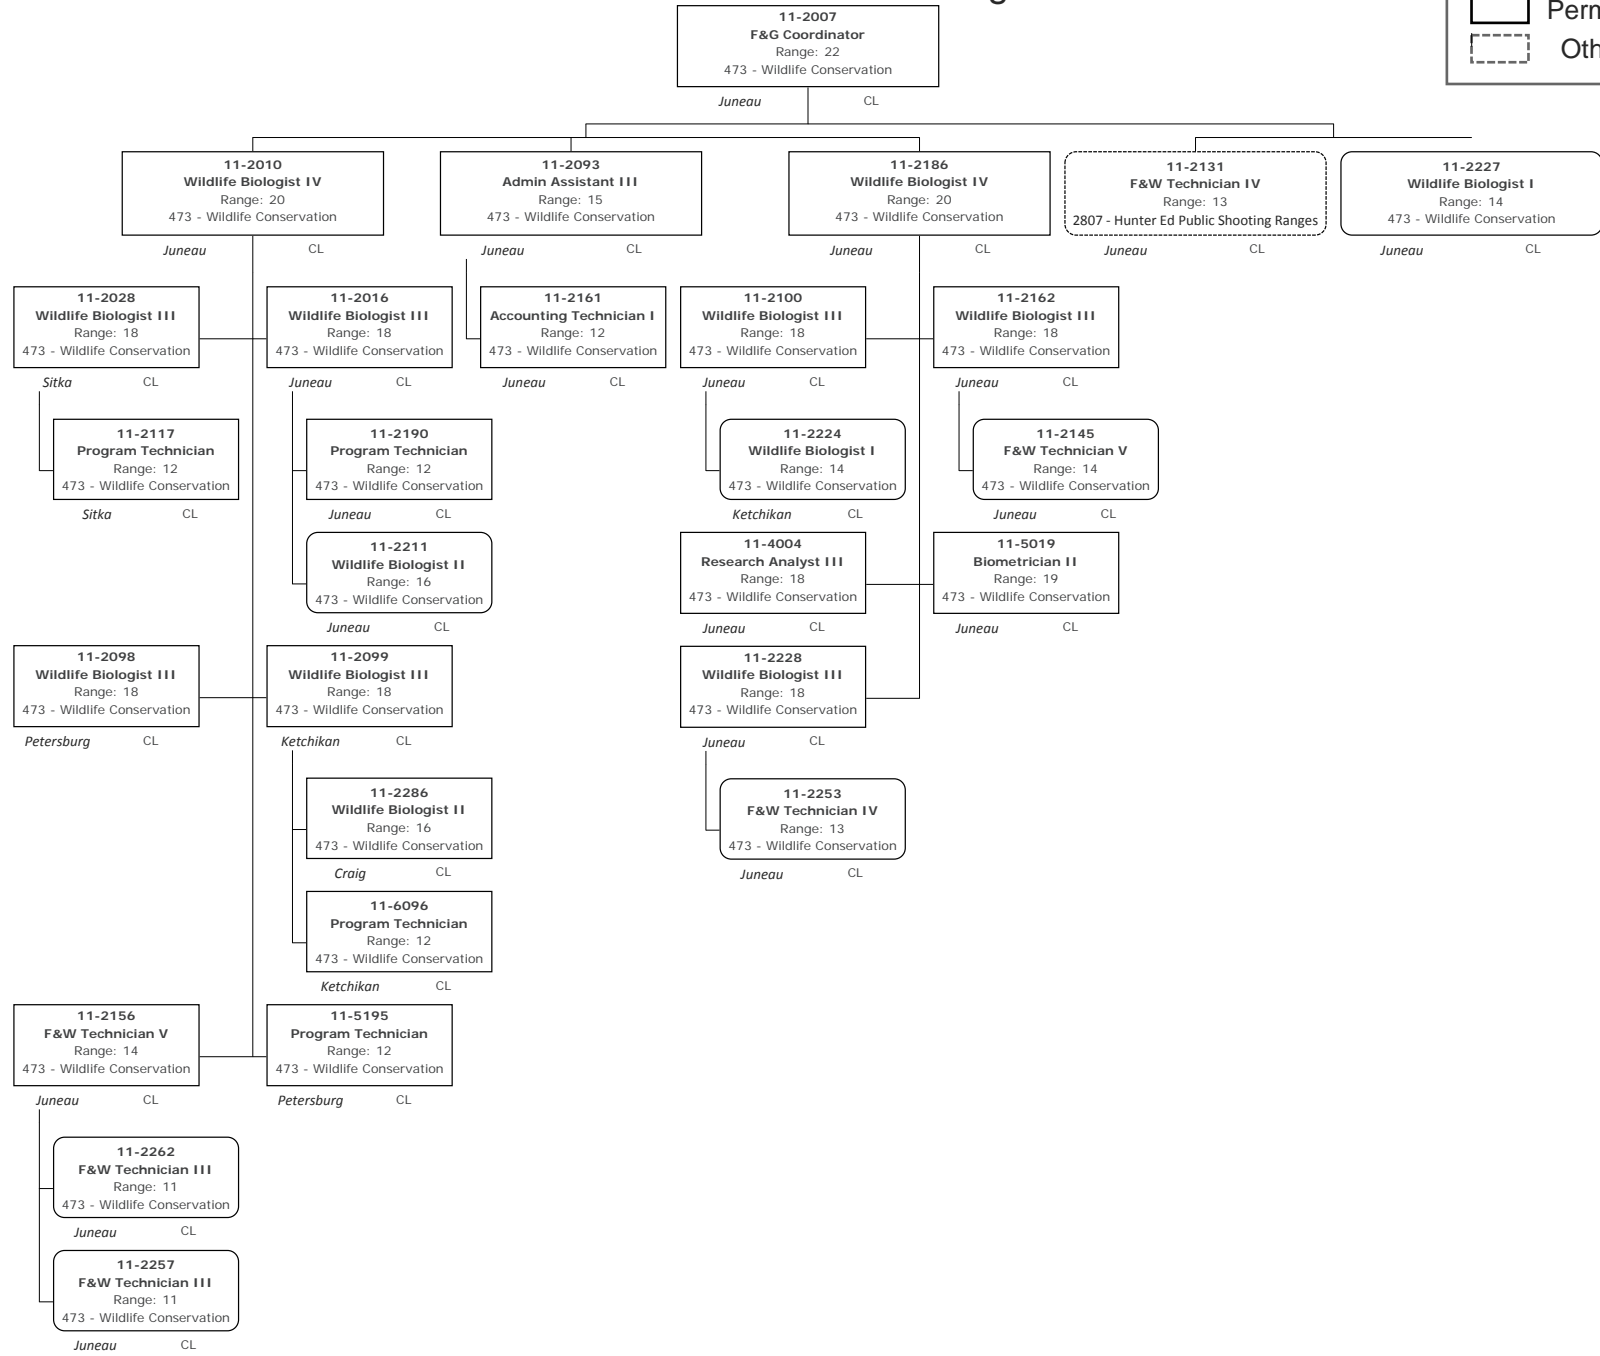 11-2007
F&G Coordinator
Range: 22
473 - Wildlife Conservation
Juneau CL
11-2010
Wildlife Biologist IV
Range: 20
473 - Wildlife Conservation
Juneau CL
11-2093
Admin Assistant III
Range: 15
473 - Wildlife Conservation
Juneau CL
11-2186
Wildlife Biologist IV
Range: 20
473 - Wildlife Conservation
Juneau CL
11-2131
F&W Technician IV
Range: 13
2807 - Hunter Ed Public Shooting Ranges
Juneau CL
11-2227
Wildlife Biologist I
Range: 14
473 - Wildlife Conservation
Juneau CL
11-2028
Wildlife Biologist III
Range: 18
473 - Wildlife Conservation
Sitka CL
11-2016
Wildlife Biologist III
Range: 18
473 - Wildlife Conservation
Juneau CL
11-2161
Accounting Technician I
Range: 12
473 - Wildlife Conservation
Juneau CL
11-2100
Wildlife Biologist III
Range: 18
473 - Wildlife Conservation
Juneau CL
11-2162
Wildlife Biologist III
Range: 18
473 - Wildlife Conservation
Juneau CL
11-2117
Program Technician
Range: 12
473 - Wildlife Conservation
Sitka CL
11-2190
Program Technician
Range: 12
473 - Wildlife Conservation
Juneau CL
11-2224
Wildlife Biologist I
Range: 14
473 - Wildlife Conservation
Ketchikan CL
11-2145
F&W Technician V
Range: 14
473 - Wildlife Conservation
Juneau CL
11-2211
Wildlife Biologist II
Range: 16
473 - Wildlife Conservation
Juneau CL
11-4004
Research Analyst III
Range: 18
473 - Wildlife Conservation
Juneau CL
11-5019
Biometrician II
Range: 19
473 - Wildlife Conservation
Juneau CL
11-2098
Wildlife Biologist III
Range: 18
473 - Wildlife Conservation
Petersburg CL
11-2099
Wildlife Biologist III
Range: 18
473 - Wildlife Conservation
Ketchikan CL
11-2228
Wildlife Biologist III
Range: 18
473 - Wildlife Conservation
Juneau CL
11-2286
Wildlife Biologist II
Range: 16
473 - Wildlife Conservation
Craig CL
11-2253
F&W Technician IV
Range: 13
473 - Wildlife Conservation
Juneau CL
11-6096
Program Technician
Range: 12
473 - Wildlife Conservation
Ketchikan CL
11-2156
F&W Technician V
Range: 14
473 - Wildlife Conservation
Juneau CL
11-5195
Program Technician
Range: 12
473 - Wildlife Conservation
Petersburg CL
11-2262
F&W Technician III
Range: 11
473 - Wildlife Conservation
Juneau CL
11-2257
F&W Technician III
Range: 11
473 - Wildlife Conservation
Juneau CL